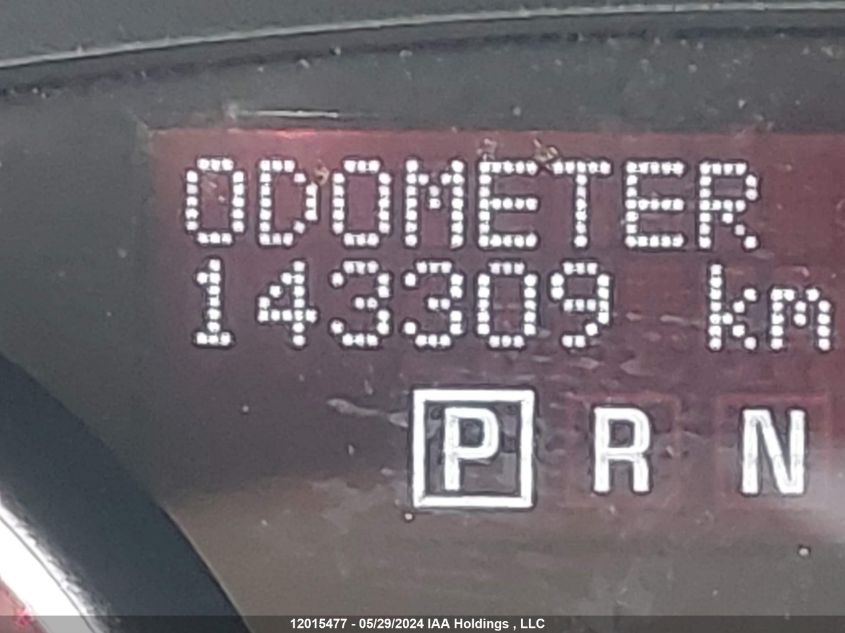 ODOMETER
143309 km
P R N
12015477 - 05/29/2024 IAA Holdings , LLC